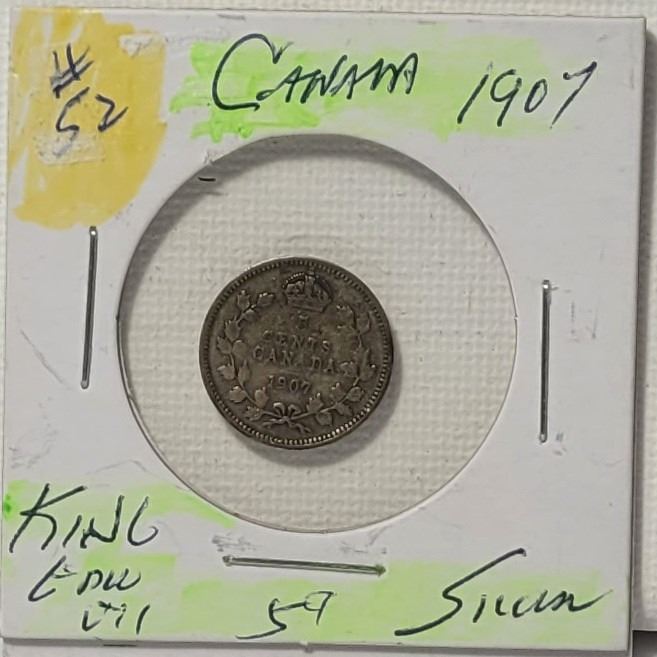 #
52
CANADA 1907
5
CENTS
CANADA
1907
KING
EDW
VII
5¢ SILVER